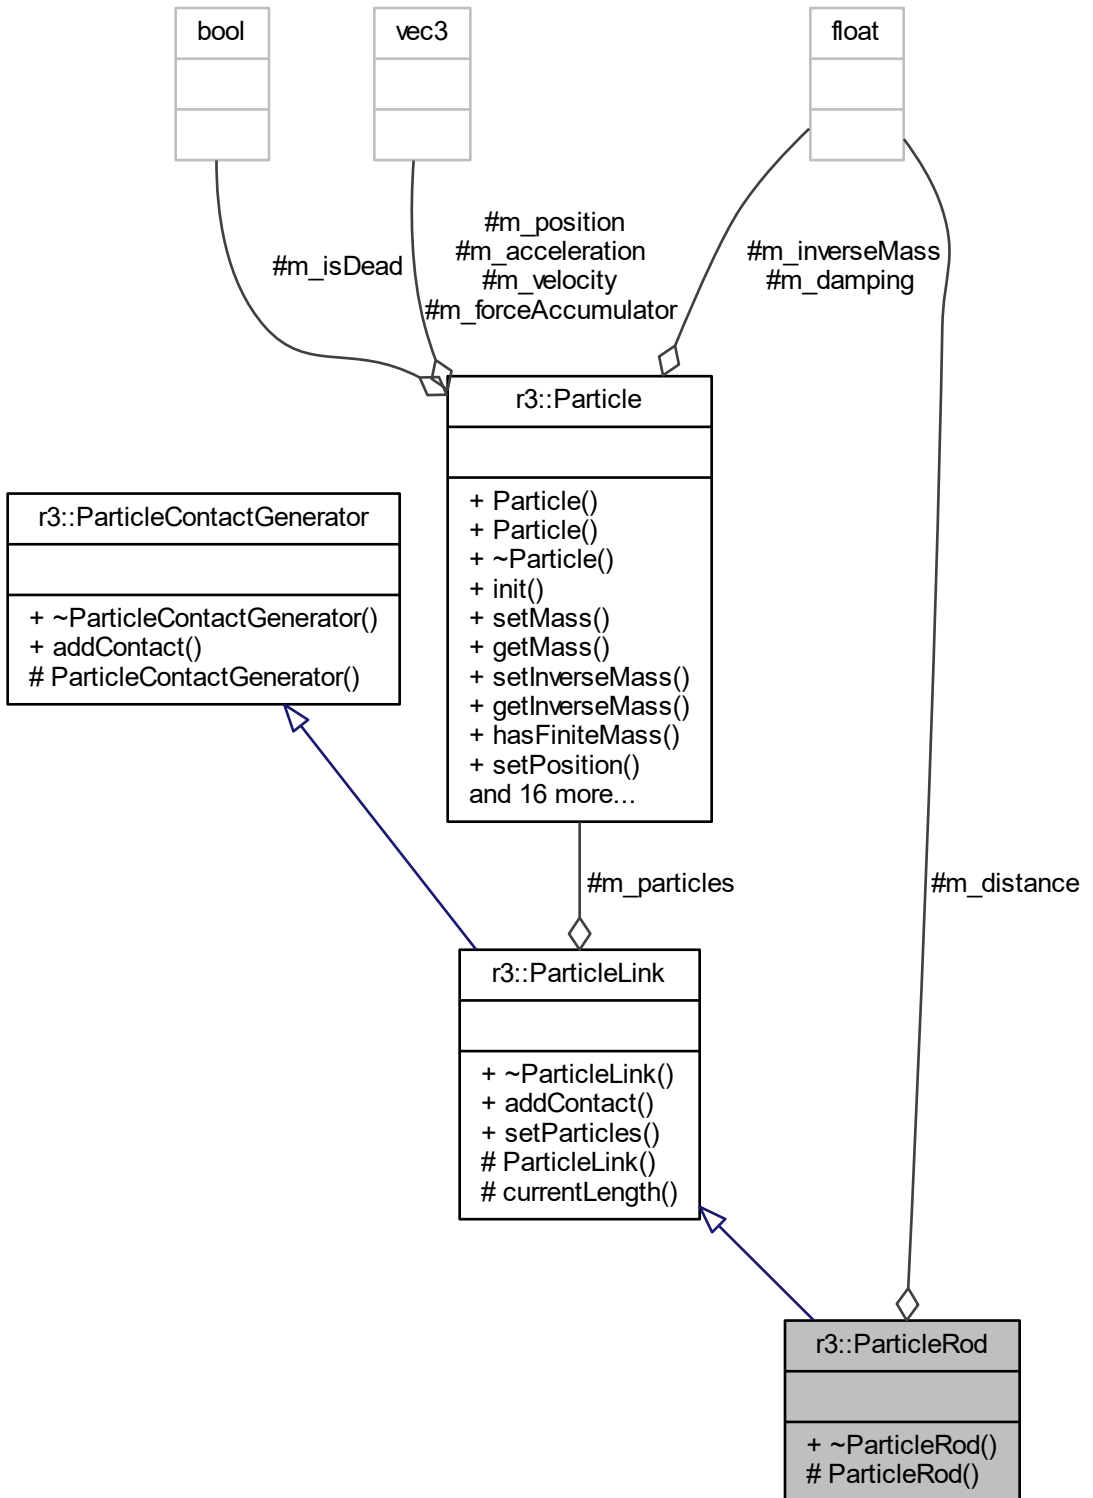 bool
vec3
float
#m_isDead
#m_position
#m_acceleration
#m_velocity
#m_forceAccumulator
#m_inverseMass
#m_damping
r3::Particle
+ Particle()
+ Particle()
+ ~Particle()
+ init()
+ setMass()
+ getMass()
+ setInverseMass()
+ getInverseMass()
+ hasFiniteMass()
+ setPosition()
and 16 more...
r3::ParticleContactGenerator
+ ~ParticleContactGenerator()
+ addContact()
# ParticleContactGenerator()
#m_particles
#m_distance
r3::ParticleLink
+ ~ParticleLink()
+ addContact()
+ setParticles()
# ParticleLink()
# currentLength()
r3::ParticleRod
+ ~ParticleRod()
# ParticleRod()